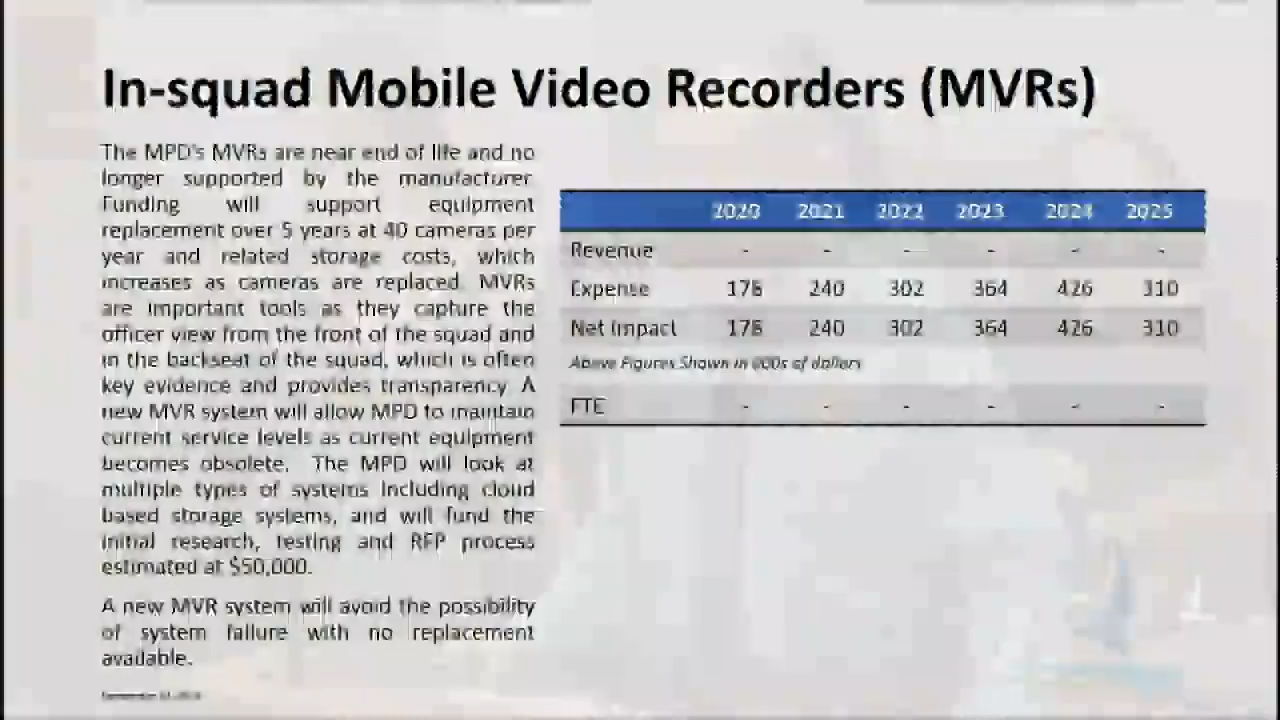 In-squad Mobile Video Recorders (MVRs)
The MPD's MVRs are near end of life and no
longer supported by the manufacturer.
Funding will support equipment
replacement over 5 years at 40 cameras per
year and related storage costs, which
increases as cameras are replaced. MVRs
are important tools as they capture the
officer view from the front of the squad and
in the backseat of the squad, which is often
key evidence and provides transparency. A
new MVR system will allow MPD to maintain
current service levels as current equipment
becomes obsolete. The MPD will look at
multiple types of systems including cloud
based storage systems, and will fund the
initial research, testing and RFP process
estimated at $50,000.
A new MVR system will avoid the possibility
of system failure with no replacement
available.
2020 2021 2022 2023 2024 2025
Revenue - - - - - -
Expense 178 240 302 364 426 310
Net Impact 178 240 302 364 426 310
Above Figures Shown in 000s of dollars
FTE - - - - - -